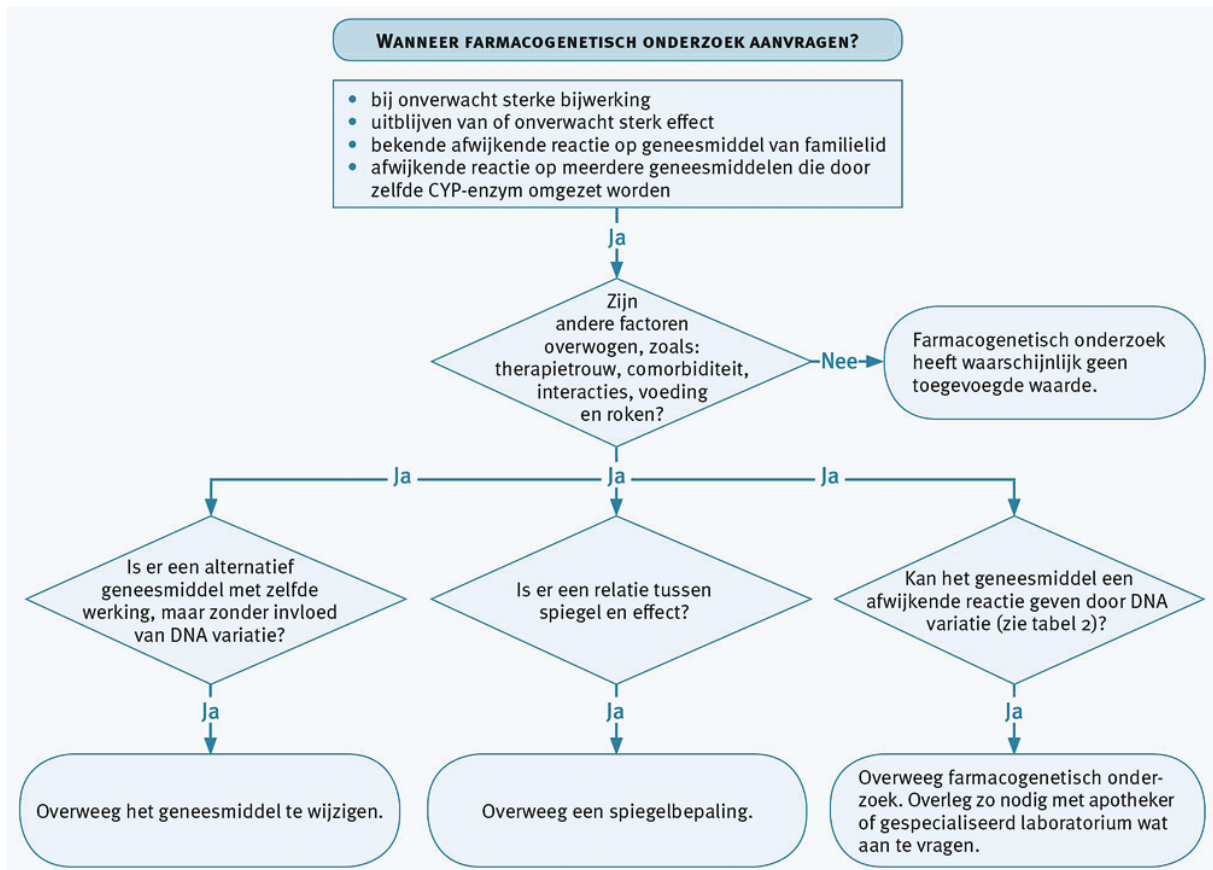 WANNEER FARMACOGENETISCH ONDERZOEK AANVRAGEN?
• bij onverwacht sterke bijwerking
• uitblijven van of onverwacht sterk effect
• bekende afwijkende reactie op geneesmiddel van familielid
• afwijkende reactie op meerdere geneesmiddelen die door
zelfde CYP-enzym omgezet worden
Ja
Zijn
andere factoren
overwogen, zoals:
therapietrouw, comorbiditeit,
interacties, voeding
en roken?
Nee
Farmacogenetisch onderzoek
heeft waarschijnlijk geen
toegevoegde waarde.
Ja
Ja
Ja
Is er een alternatief
geneesmiddel met zelfde
werking, maar zonder invloed
van DNA variatie?
Is er een relatie tussen
spiegel en effect?
Kan het geneesmiddel een
afwijkende reactie geven door DNA
variatie (zie tabel 2)?
Ja
Ja
Ja
Overweeg het geneesmiddel te wijzigen.
Overweeg een spiegelbepaling.
Overweeg farmacogenetisch onder-
zoek. Overleg zo nodig met apotheker
of gespecialiseerd laboratorium wat
aan te vragen.